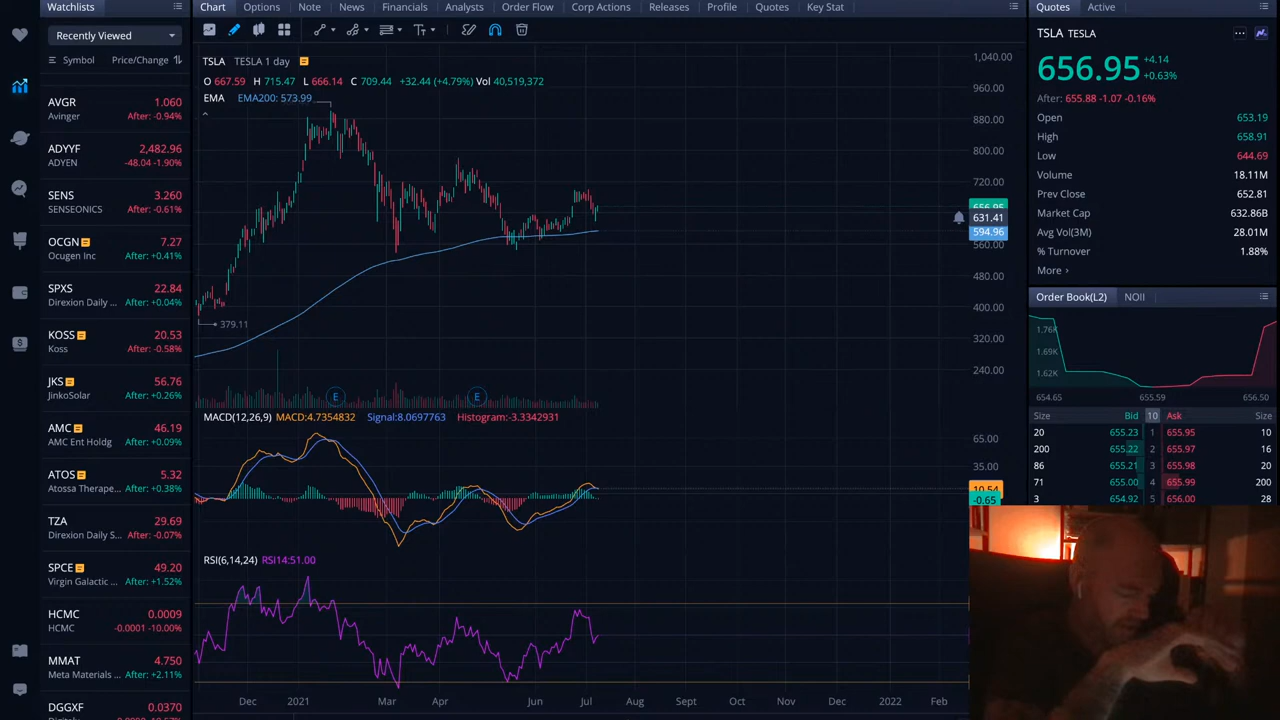 Watchlists
Recently Viewed
Symbol Price/Change
AVGR 1.060
Avinger After: -0.94%
ADYYF 2,482.96
ADYEN -48.04 -1.90%
SENS 3.260
SENSEONICS After: -0.61%
OCGN 7.27
Ocugen Inc After: +0.41%
SPXS 22.84
Direxion Daily ... After: +0.04%
KOSS 20.53
Koss After: -0.58%
JKS 56.76
JinkoSolar After: +0.26%
AMC 46.19
AMC Ent Holdg After: +0.09%
ATOS 5.32
Atossa Therape... After: +0.38%
TZA 29.69
Direxion Daily S... After: -0.07%
SPCE 49.20
Virgin Galactic ... After: +1.52%
HCMC 0.0009
HCMC -0.0001 -10.00%
MMAT 4.750
Meta Materials ... After: +2.11%
DGGXF 0.0370
Chart Options Note News Financials Analysts Order Flow Corp Actions Releases Profile Quotes Key Stat
TSLA TESLA 1 day
O 667.59 H 715.47 L 666.14 C 709.44 +32.44 (+4.79%) Vol 40,519,372
EMA EMA200: 573.99
379.11
E E
1,040.00
960.00
880.00
800.00
720.00
656.95
631.41
594.96
560.00
480.00
400.00
320.00
240.00
MACD(12,26,9) MACD:4.7354832 Signal:8.0697763 Histogram:-3.3342931
65.00
35.00
10.54
-0.65
RSI(6,14,24) RSI14:51.00
Dec 2021 Mar Apr Jun Jul Aug Sept Oct Nov Dec 2022 Feb
Quotes Active
TSLA TESLA
656.95 +4.14
+0.63%
After: 655.88 -1.07 -0.16%
Open 653.19
High 658.91
Low 644.69
Volume 18.11M
Prev Close 652.81
Market Cap 632.86B
Avg Vol(3M) 28.01M
% Turnover 1.88%
More ›
Order Book(L2) NOII
1.76K
1.69K
1.62K
654.65 655.59 656.50
Size Bid 10 Ask Size
20 655.23 1 655.95 10
200 655.22 2 655.97 16
86 655.21 3 655.98 20
71 655.00 4 655.99 200
3 654.92 5 656.00 28